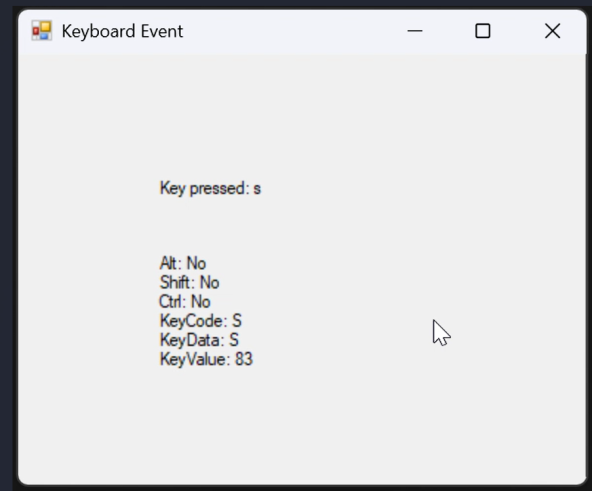 Keyboard Event
Key pressed: s
Alt: No
Shift: No
Ctrl: No
KeyCode: S
KeyData: S
KeyValue: 83